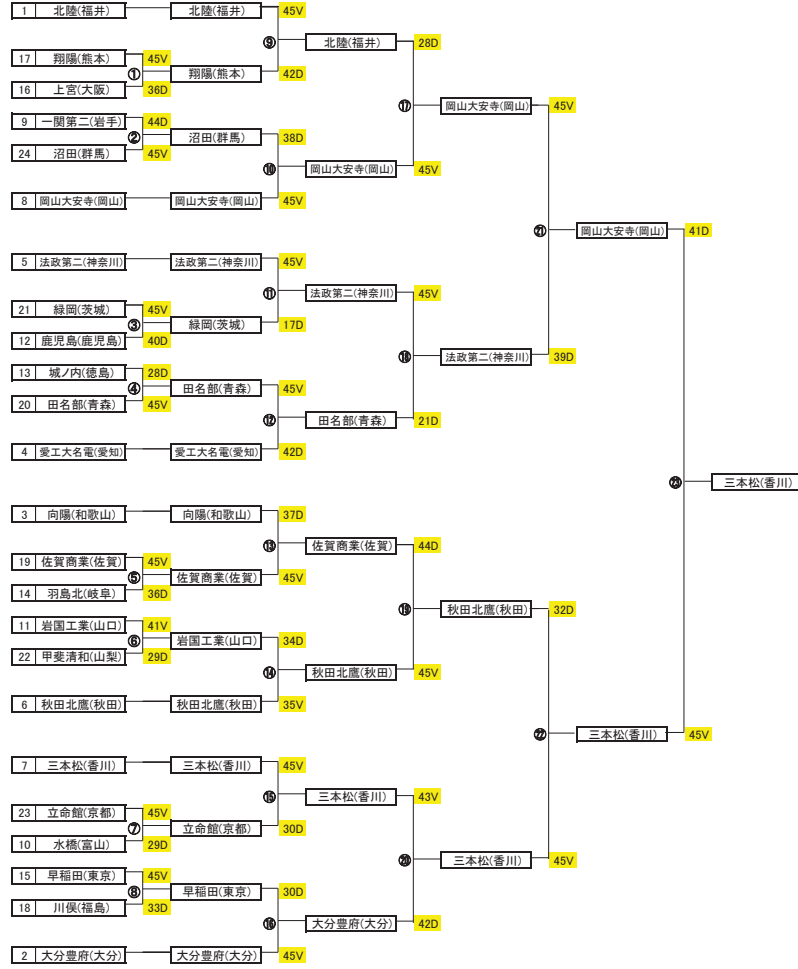 1 北陸(福井) 北陸(福井) 45V
⑨ 北陸(福井) 28D
17 翔陽(熊本) 45V
① 翔陽(熊本) 42D
16 上宮(大阪) 36D
⑰ 岡山大安寺(岡山) 45V
9 一関第二(岩手) 44D
② 沼田(群馬) 38D
24 沼田(群馬) 45V
⑩ 岡山大安寺(岡山) 45V
8 岡山大安寺(岡山) 岡山大安寺(岡山) 45V
㉑ 岡山大安寺(岡山) 41D
5 法政第二(神奈川) 法政第二(神奈川) 45V
⑪ 法政第二(神奈川) 45V
21 緑岡(茨城) 45V
③ 緑岡(茨城) 17D
12 鹿児島(鹿児島) 40D
⑱ 法政第二(神奈川) 39D
13 城ノ内(徳島) 28D
④ 田名部(青森) 45V
20 田名部(青森) 45V
⑫ 田名部(青森) 21D
4 愛工大名電(愛知) 愛工大名電(愛知) 42D
㉓ 三本松(香川)
3 向陽(和歌山) 向陽(和歌山) 37D
⑬ 佐賀商業(佐賀) 44D
19 佐賀商業(佐賀) 45V
⑤ 佐賀商業(佐賀) 45V
14 羽島北(岐阜) 36D
⑲ 秋田北鷹(秋田) 32D
11 岩国工業(山口) 41V
⑥ 岩国工業(山口) 34D
22 甲斐清和(山梨) 29D
⑭ 秋田北鷹(秋田) 45V
6 秋田北鷹(秋田) 秋田北鷹(秋田) 35V
㉒ 三本松(香川) 45V
7 三本松(香川) 三本松(香川) 45V
⑮ 三本松(香川) 43V
23 立命館(京都) 45V
⑦ 立命館(京都) 30D
10 水橋(富山) 29D
⑳ 三本松(香川) 45V
15 早稲田(東京) 45V
⑧ 早稲田(東京) 30D
18 川俣(福島) 33D
⑯ 大分豊府(大分) 42D
2 大分豊府(大分) 大分豊府(大分) 45V